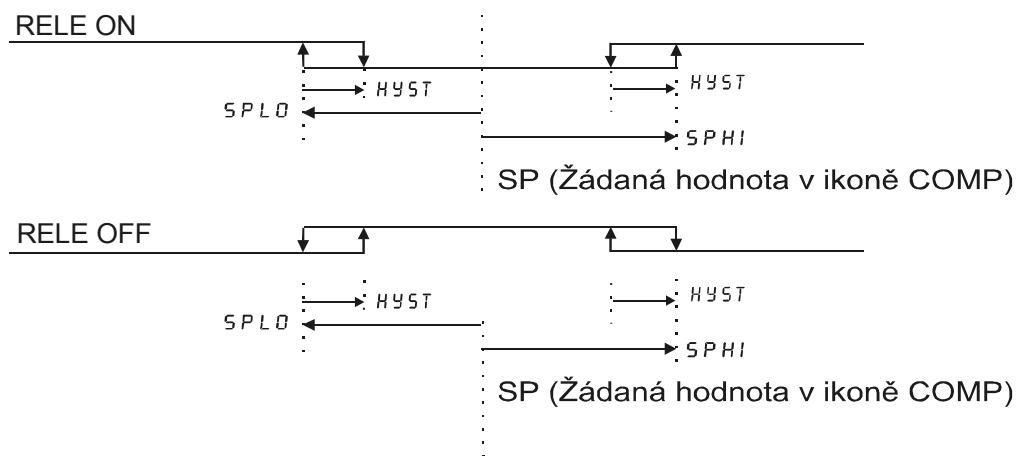 RELE ON
HYST
HYST
SPLO
SPHI
SP (Žádaná hodnota v ikoně COMP)
RELE OFF
HYST
HYST
SPLO
SPHI
SP (Žádaná hodnota v ikoně COMP)